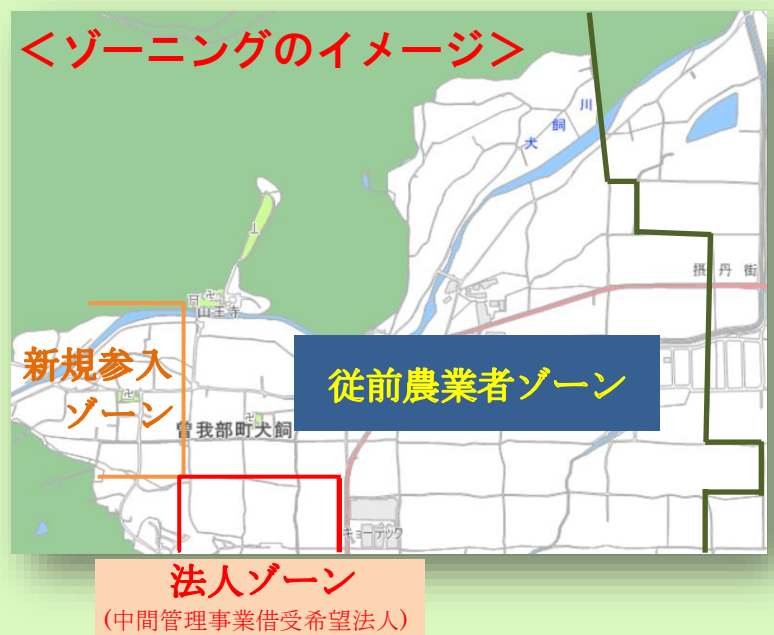 <ゾーニングのイメージ>
犬飼川
摂丹街
山王寺
新規参入
ゾーン
従前農業者ゾーン
曽我部町犬飼
キョーテック
法人ゾーン
(中間管理事業借受希望法人)